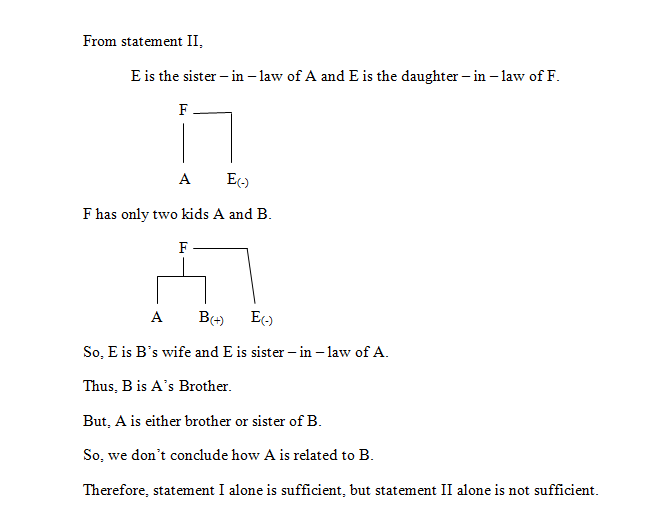 From statement II,
E is the sister – in – law of A and E is the daughter – in – law of F.
F
A E(-)
F has only two kids A and B.
F
A B(+) E(-)
So, E is B’s wife and E is sister – in – law of A.
Thus, B is A’s Brother.
But, A is either brother or sister of B.
So, we don’t conclude how A is related to B.
Therefore, statement I alone is sufficient, but statement II alone is not sufficient.